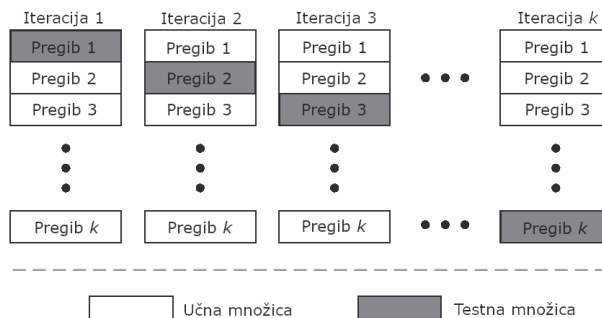 Iteracija 1 Iteracija 2 Iteracija 3 Iteracija k
Pregib 1 Pregib 1 Pregib 1 Pregib 1
Pregib 2 Pregib 2 Pregib 2 Pregib 2
Pregib 3 Pregib 3 Pregib 3 Pregib 3
Pregib k Pregib k Pregib k Pregib k
Učna množica Testna množica